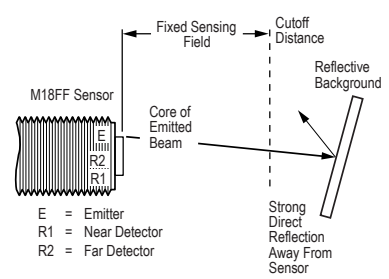 Fixed Sensing
Field
Cutoff
Distance
Reflective
Background
M18FF Sensor
Core of
Emitted
Beam
E
R2
R1
Strong
Direct
Reflection
Away From
Sensor
E = Emitter
R1 = Near Detector
R2 = Far Detector